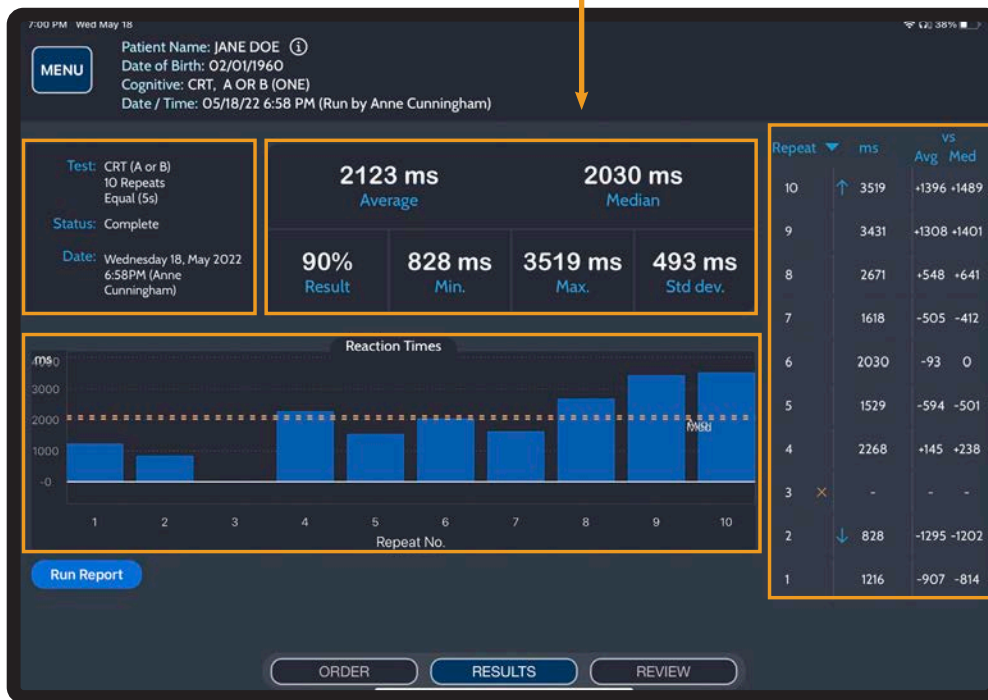 7:00 PM Wed May 18
38%
MENU
Patient Name: JANE DOE
Date of Birth: 02/01/1960
Cognitive: CRT, A OR B (ONE)
Date / Time: 05/18/22 6:58 PM (Run by Anne Cunningham)
Test: CRT (A or B)
10 Repeats
Equal (5s)
Status: Complete
Date: Wednesday 18, May 2022
6:58PM (Anne
Cunningham)
2123 ms
Average
2030 ms
Median
90%
Result
828 ms
Min.
3519 ms
Max.
493 ms
Std dev.
Repeat ms vs
Avg Med
10 ↑ 3519 +1396 +1489
9 3431 +1308 +1401
8 2671 +548 +641
7 1618 -505 -412
6 2030 -93 0
5 1529 -594 -501
4 2268 +145 +238
3 × - - -
2 ↓ 828 -1295 -1202
1 1216 -907 -814
Reaction Times
ms
3000
2000
1000
-0
1 2 3 4 5 6 7 8 9 10
Repeat No.
Run Report
ORDER RESULTS REVIEW